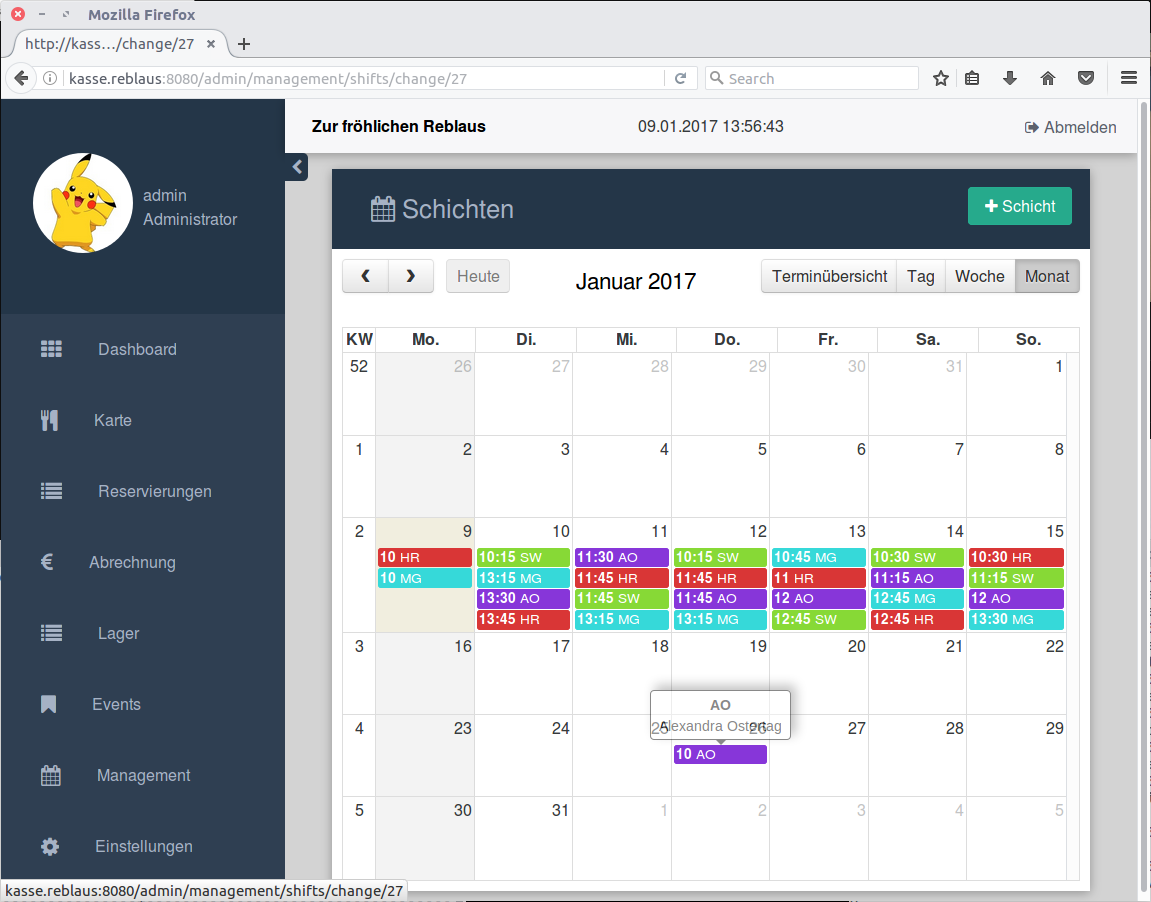 Mozilla Firefox
http://kass…/change/27
kasse.reblaus:8080/admin/management/shifts/change/27
Search
Zur fröhlichen Reblaus 09.01.2017 13:56:43 Abmelden
admin
Administrator
Dashboard
Karte
Reservierungen
Abrechnung
Lager
Events
Management
Einstellungen
Schichten
Schicht
Heute Januar 2017 Terminübersicht Tag Woche Monat
KW Mo. Di. Mi. Do. Fr. Sa. So.
52 26 27 28 29 30 31 1
1 2 3 4 5 6 7 8
2 9 10 11 12 13 14 15
10 HR 10:15 SW 11:30 AO 10:15 SW 10:45 MG 10:30 SW 10:30 HR
10 MG 13:15 MG 11:45 HR 11:45 HR 11 HR 11:15 AO 11:15 SW
13:30 AO 11:45 SW 11:45 AO 12 AO 12:45 MG 12 AO
13:45 HR 13:15 MG 13:15 MG 12:45 SW 12:45 HR 13:30 MG
3 16 17 18 19 20 21 22
AO
Alexandra Ostertag
4 23 24 25 26 27 28 29
10 AO
5 30 31 1 2 3 4 5
kasse.reblaus:8080/admin/management/shifts/change/27